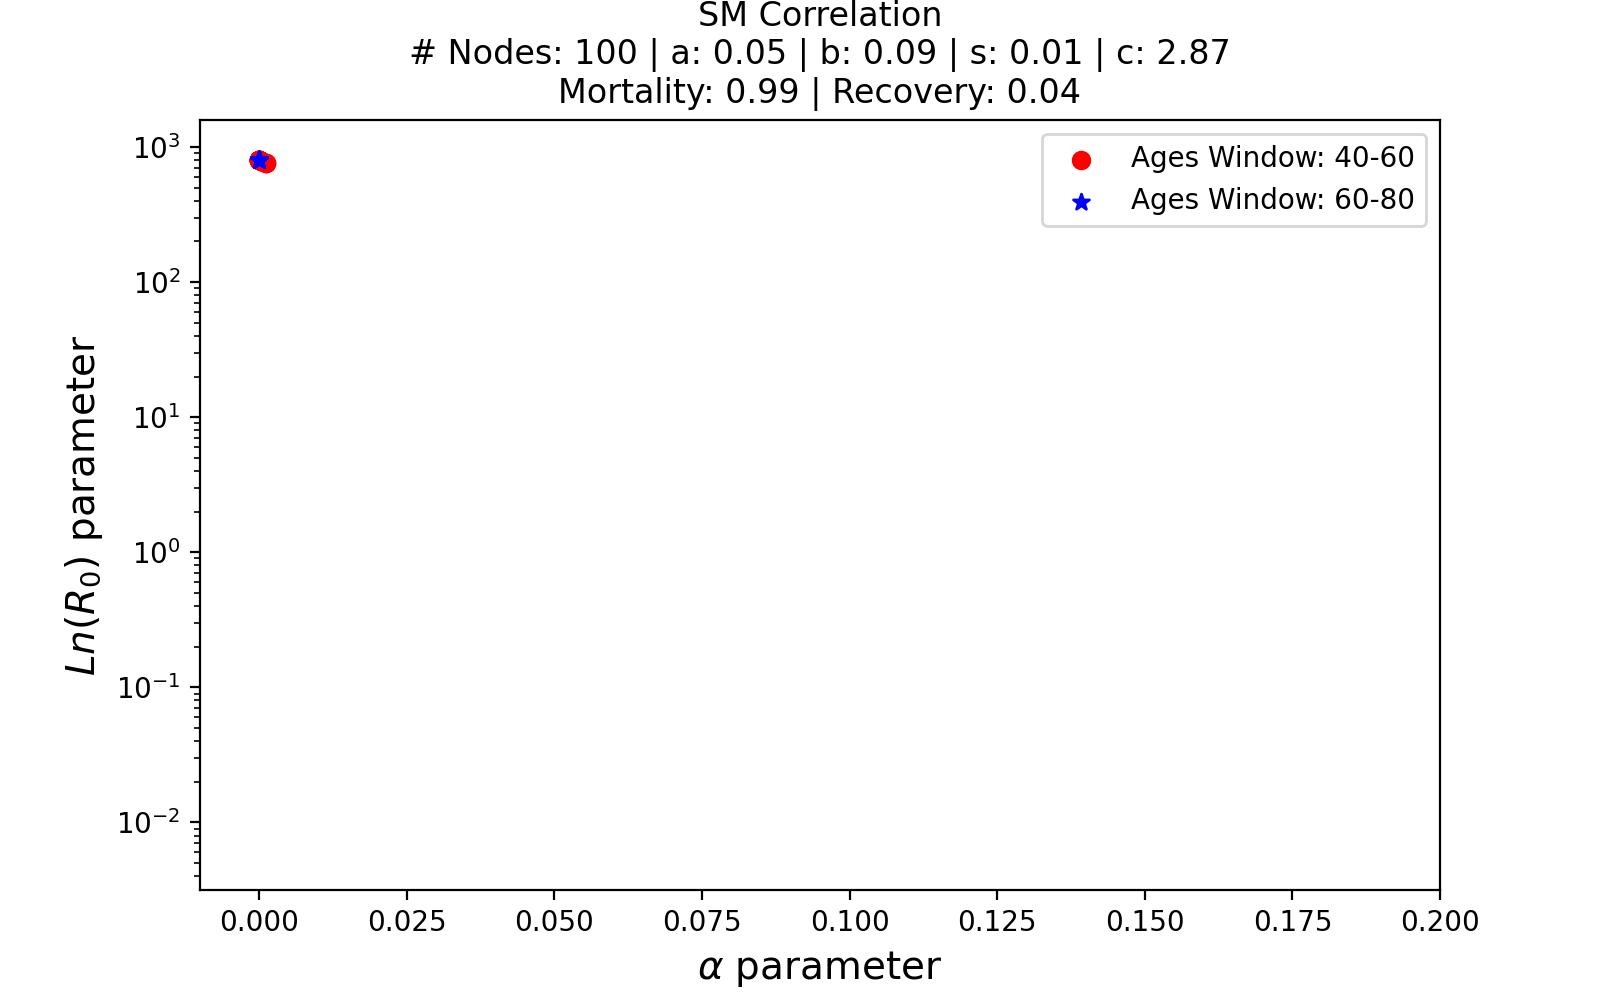 SM Correlation
# Nodes: 100 | a: 0.05 | b: 0.09 | s: 0.01 | c: 2.87
Mortality: 0.99 | Recovery: 0.04
Ages Window: 40-60
Ages Window: 60-80
10³
10²
10¹
10⁰
10⁻¹
10⁻²
Ln(R₀) parameter
0.000 0.025 0.050 0.075 0.100 0.125 0.150 0.175 0.200
α parameter